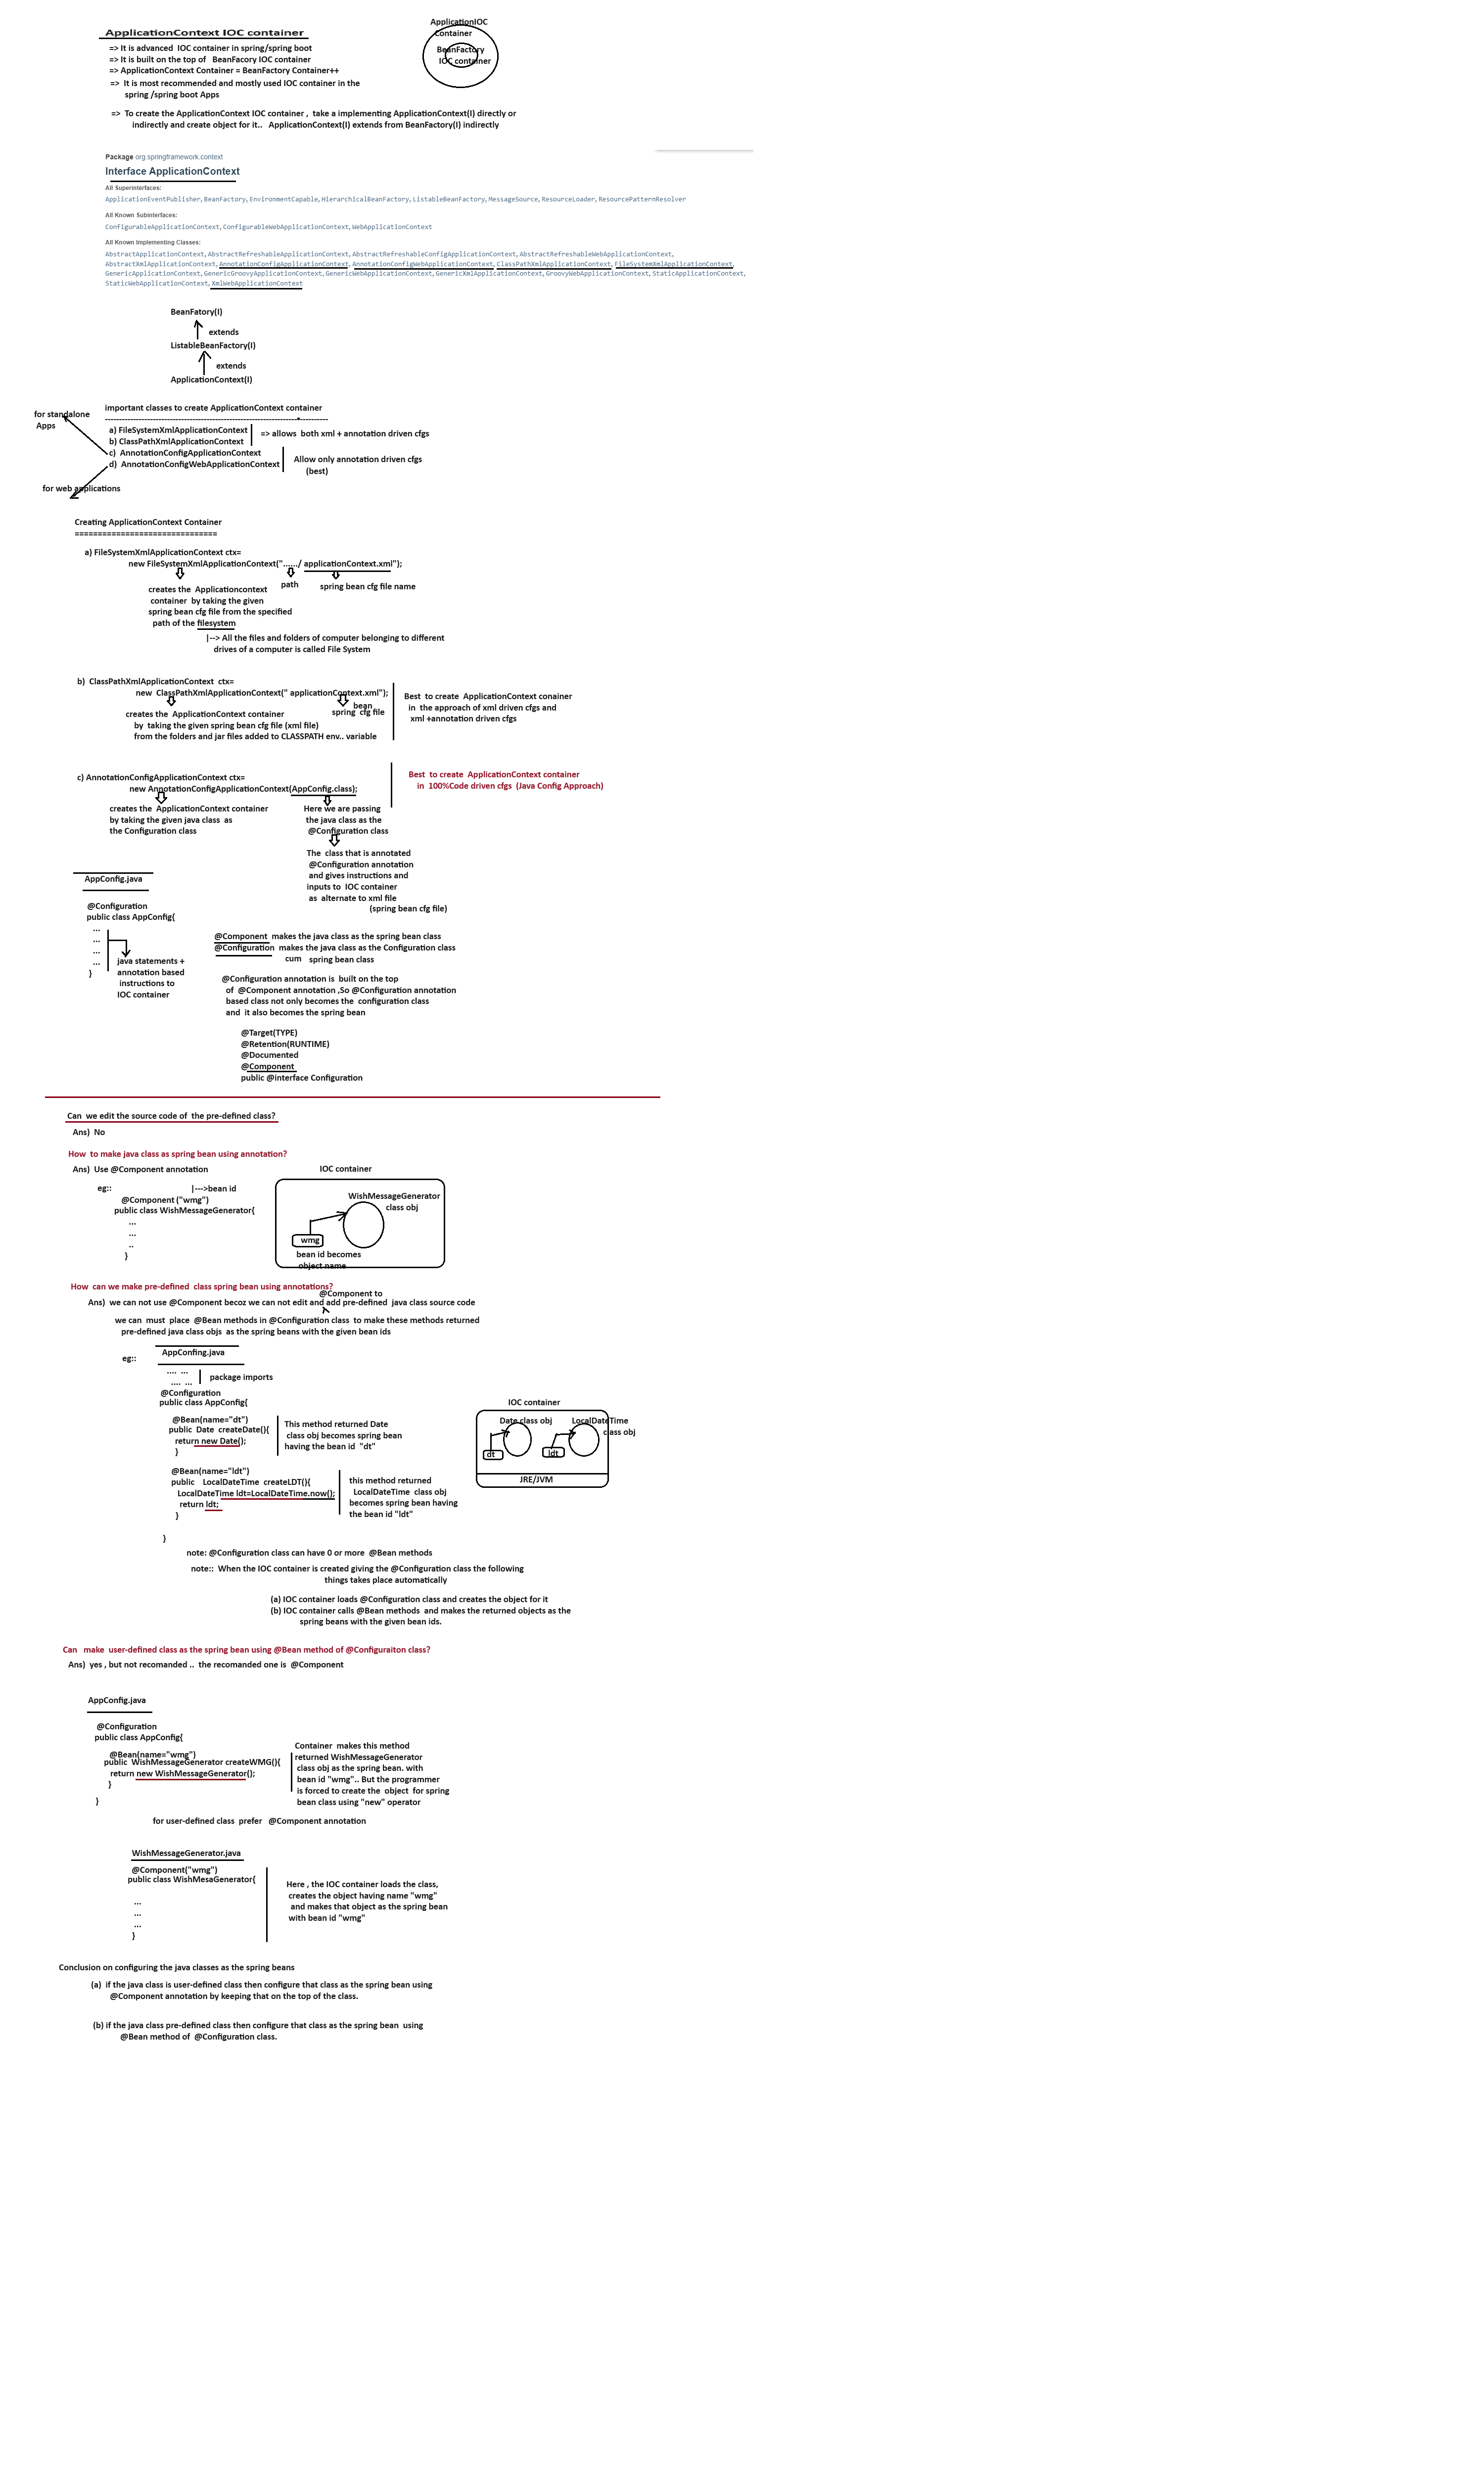 ApplicationContext IOC container
ApplicationIOC
Container
BeanFactory
IOC container
=> It is advanced IOC container in spring/spring boot
=> It is built on the top of BeanFacory IOC container
=> ApplicationContext Container = BeanFactory Container++
=> It is most recommended and mostly used IOC container in the
spring /spring boot Apps
=> To create the ApplicationContext IOC container , take a implementing ApplicationContext(I) directly or
indirectly and create object for it.. ApplicationContext(I) extends from BeanFactory(I) indirectly
Package org.springframework.context
Interface ApplicationContext
All Superinterfaces:
ApplicationEventPublisher, BeanFactory, EnvironmentCapable, HierarchicalBeanFactory, ListableBeanFactory, MessageSource, ResourceLoader, ResourcePatternResolver
All Known Subinterfaces:
ConfigurableApplicationContext, ConfigurableWebApplicationContext, WebApplicationContext
All Known Implementing Classes:
AbstractApplicationContext, AbstractRefreshableApplicationContext, AbstractRefreshableConfigApplicationContext, AbstractRefreshableWebApplicationContext,
AbstractXmlApplicationContext, AnnotationConfigApplicationContext, AnnotationConfigWebApplicationContext, ClassPathXmlApplicationContext, FileSystemXmlApplicationContext,
GenericApplicationContext, GenericGroovyApplicationContext, GenericWebApplicationContext, GenericXmlApplicationContext, GroovyWebApplicationContext, StaticApplicationContext,
StaticWebApplicationContext, XmlWebApplicationContext
BeanFatory(I)
extends
ListableBeanFactory(I)
extends
ApplicationContext(I)
important classes to create ApplicationContext container
for standalone
Apps
a) FileSystemXmlApplicationContext
b) ClassPathXmlApplicationContext
=> allows both xml + annotation driven cfgs
c) AnnotationConfigApplicationContext
d) AnnotationConfigWebApplicationContext
Allow only annotation driven cfgs
(best)
for web applications
Creating ApplicationContext Container
===============================
a) FileSystemXmlApplicationContext ctx=
new FileSystemXmlApplicationContext("....../ applicationContext.xml");
path
spring bean cfg file name
creates the Applicationcontext
container by taking the given
spring bean cfg file from the specified
path of the filesystem
|--> All the files and folders of computer belonging to different
drives of a computer is called File System
b) ClassPathXmlApplicationContext ctx=
new ClassPathXmlApplicationContext(" applicationContext.xml");
bean
spring cfg file
creates the ApplicationContext container
by taking the given spring bean cfg file (xml file)
from the folders and jar files added to CLASSPATH env.. variable
Best to create ApplicationContext conainer
in the approach of xml driven cfgs and
xml +annotation driven cfgs
c) AnnotationConfigApplicationContext ctx=
new AnnotationConfigApplicationContext(AppConfig.class);
Best to create ApplicationContext container
in 100%Code driven cfgs (Java Config Approach)
creates the ApplicationContext container
by taking the given java class as
the Configuration class
Here we are passing
the java class as the
@Configuration class
The class that is annotated
@Configuration annotation
and gives instructions and
inputs to IOC container
as alternate to xml file
(spring bean cfg file)
AppConfig.java
@Configuration
public class AppConfig{
...
...
...
...
}
java statements +
annotation based
instructions to
IOC container
@Component makes the java class as the spring bean class
@Configuration makes the java class as the Configuration class
cum spring bean class
@Configuration annotation is built on the top
of @Component annotation ,So @Configuration annotation
based class not only becomes the configuration class
and it also becomes the spring bean
@Target(TYPE)
@Retention(RUNTIME)
@Documented
@Component
public @interface Configuration
Can we edit the source code of the pre-defined class?
Ans) No
How to make java class as spring bean using annotation?
Ans) Use @Component annotation
eg::
|--->bean id
@Component ("wmg")
public class WishMessageGenerator{
...
...
..
}
IOC container
WishMessageGenerator
class obj
wmg
bean id becomes
object name
How can we make pre-defined class spring bean using annotations?
@Component to
Ans) we can not use @Component becoz we can not edit and add pre-defined java class source code
we can must place @Bean methods in @Configuration class to make these methods returned
pre-defined java class objs as the spring beans with the given bean ids
eg::
AppConfing.java
.... ...
.... ...
package imports
@Configuration
public class AppConfig{
@Bean(name="dt")
public Date createDate(){
return new Date();
}
This method returned Date
class obj becomes spring bean
having the bean id "dt"
@Bean(name="ldt")
public LocalDateTime createLDT(){
LocalDateTime ldt=LocalDateTime.now();
return ldt;
}
this method returned
LocalDateTime class obj
becomes spring bean having
the bean id "ldt"
}
IOC container
Date class obj
LocalDateTime
class obj
dt
ldt
JRE/JVM
note: @Configuration class can have 0 or more @Bean methods
note:: When the IOC container is created giving the @Configuration class the following
things takes place automatically
(a) IOC container loads @Configuration class and creates the object for it
(b) IOC container calls @Bean methods and makes the returned objects as the
spring beans with the given bean ids.
Can make user-defined class as the spring bean using @Bean method of @Configuraiton class?
Ans) yes , but not recomanded .. the recomanded one is @Component
AppConfig.java
@Configuration
public class AppConfig{
@Bean(name="wmg")
public WishMessageGenerator createWMG(){
return new WishMessageGenerator();
}
}
Container makes this method
returned WishMessageGenerator
class obj as the spring bean. with
bean id "wmg".. But the programmer
is forced to create the object for spring
bean class using "new" operator
for user-defined class prefer @Component annotation
WishMessageGenerator.java
@Component("wmg")
public class WishMesaGenerator{
...
...
...
}
Here , the IOC container loads the class,
creates the object having name "wmg"
and makes that object as the spring bean
with bean id "wmg"
Conclusion on configuring the java classes as the spring beans
(a) if the java class is user-defined class then configure that class as the spring bean using
@Component annotation by keeping that on the top of the class.
(b) if the java class pre-defined class then configure that class as the spring bean using
@Bean method of @Configuration class.